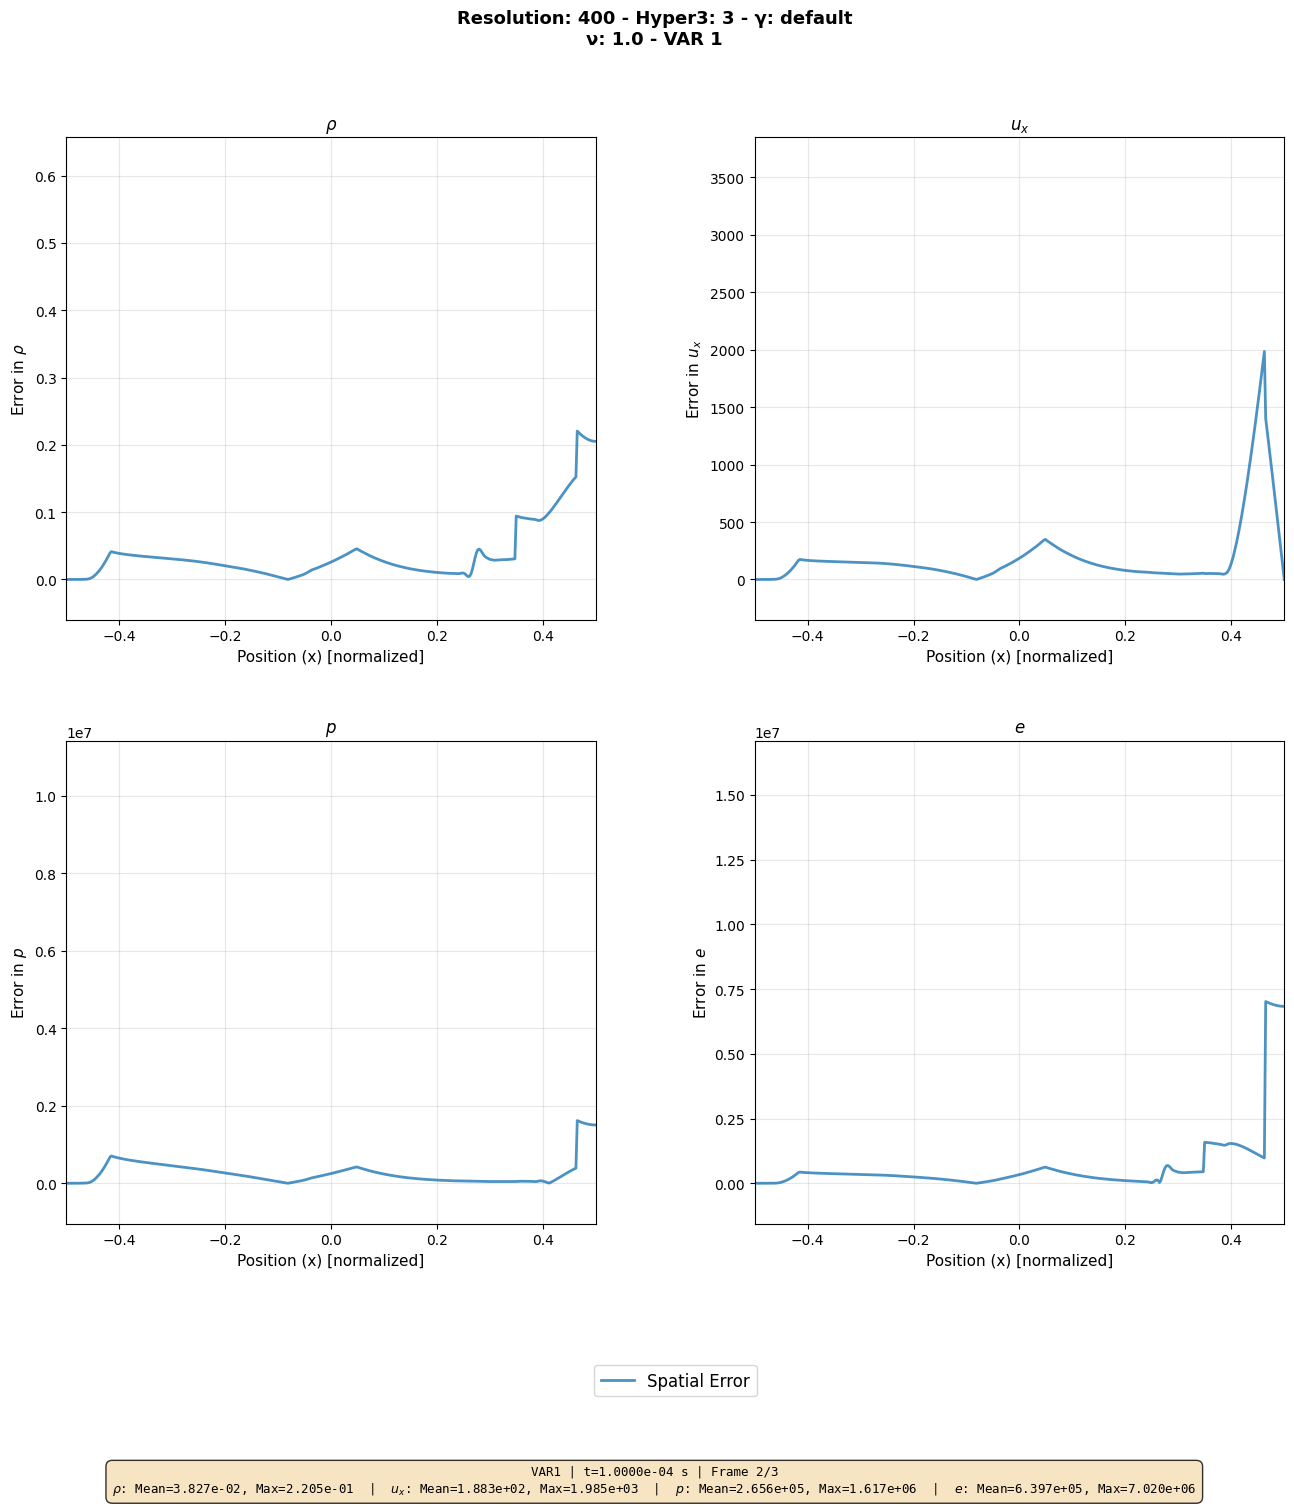 Resolution: 400 - Hyper3: 3 - γ: default
ν: 1.0 - VAR 1
ρ
Error in ρ
0.6
0.5
0.4
0.3
0.2
0.1
0.0
−0.4 −0.2 0.0 0.2 0.4
Position (x) [normalized]
u_x
Error in u_x
3500
3000
2500
2000
1500
1000
500
0
−0.4 −0.2 0.0 0.2 0.4
Position (x) [normalized]
p
1e7
Error in p
1.0
0.8
0.6
0.4
0.2
0.0
−0.4 −0.2 0.0 0.2 0.4
Position (x) [normalized]
e
1e7
Error in e
1.50
1.25
1.00
0.75
0.50
0.25
0.00
−0.4 −0.2 0.0 0.2 0.4
Position (x) [normalized]
Spatial Error
VAR1 | t=1.0000e-04 s | Frame 2/3
ρ: Mean=3.827e-02, Max=2.205e-01 | u_x: Mean=1.883e+02, Max=1.985e+03 | p: Mean=2.656e+05, Max=1.617e+06 | e: Mean=6.397e+05, Max=7.020e+06